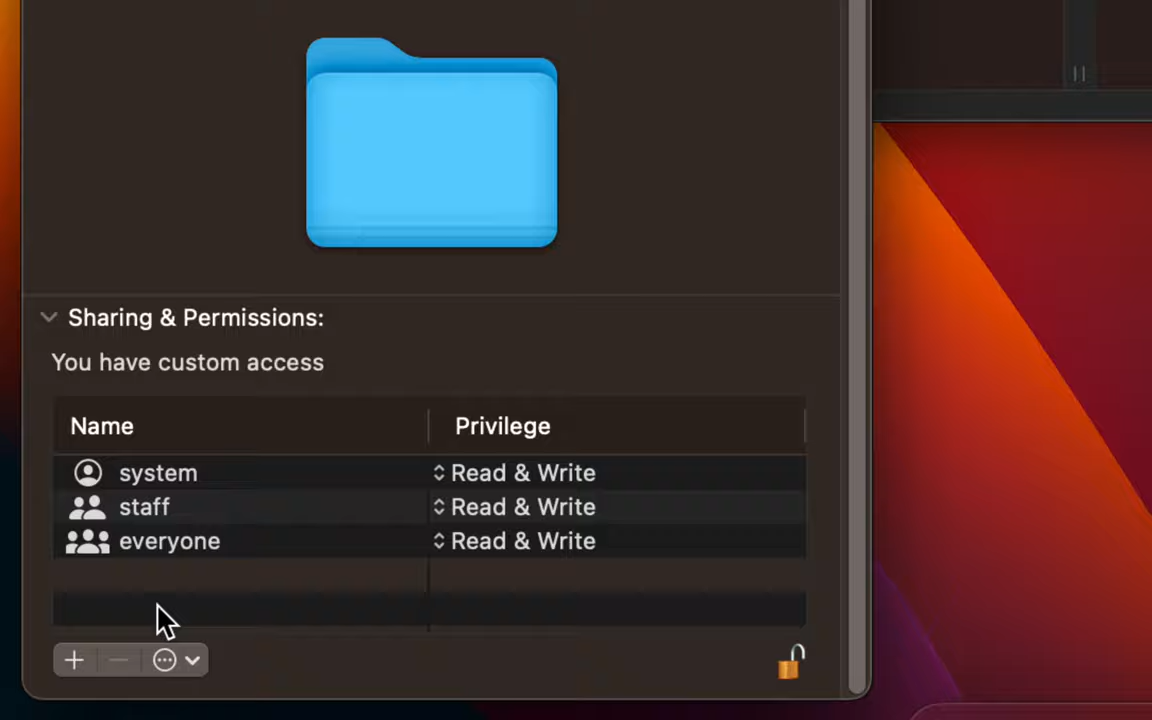 Sharing & Permissions:
You have custom access
Name Privilege
system Read & Write
staff Read & Write
everyone Read & Write